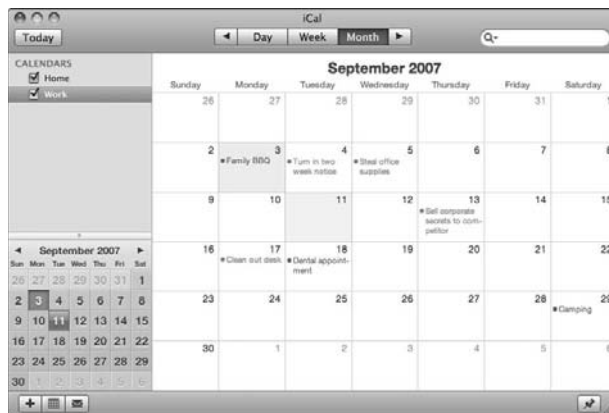 iCal
Today
Day Week Month
CALENDARS
Home
Work
September 2007
Sunday Monday Tuesday Wednesday Thursday Friday Saturday
26 27 28 29 30 31 1
2 3 4 5 6 7 8
Family BBQ Turn in two week notice Steal office supplies
9 10 11 12 13 14 15
Sell corporate secrets to com-
petitor
16 17 18 19 20 21 22
Clean out desk Dental appoint-
ment
23 24 25 26 27 28 29
Camping
30 1 2 3 4 5 6
September 2007
Sun Mon Tue Wed Thu Fri Sat
26 27 28 29 30 31 1
2 3 4 5 6 7 8
9 10 11 12 13 14 15
16 17 18 19 20 21 22
23 24 25 26 27 28 29
30 1 2 3 4 5 6